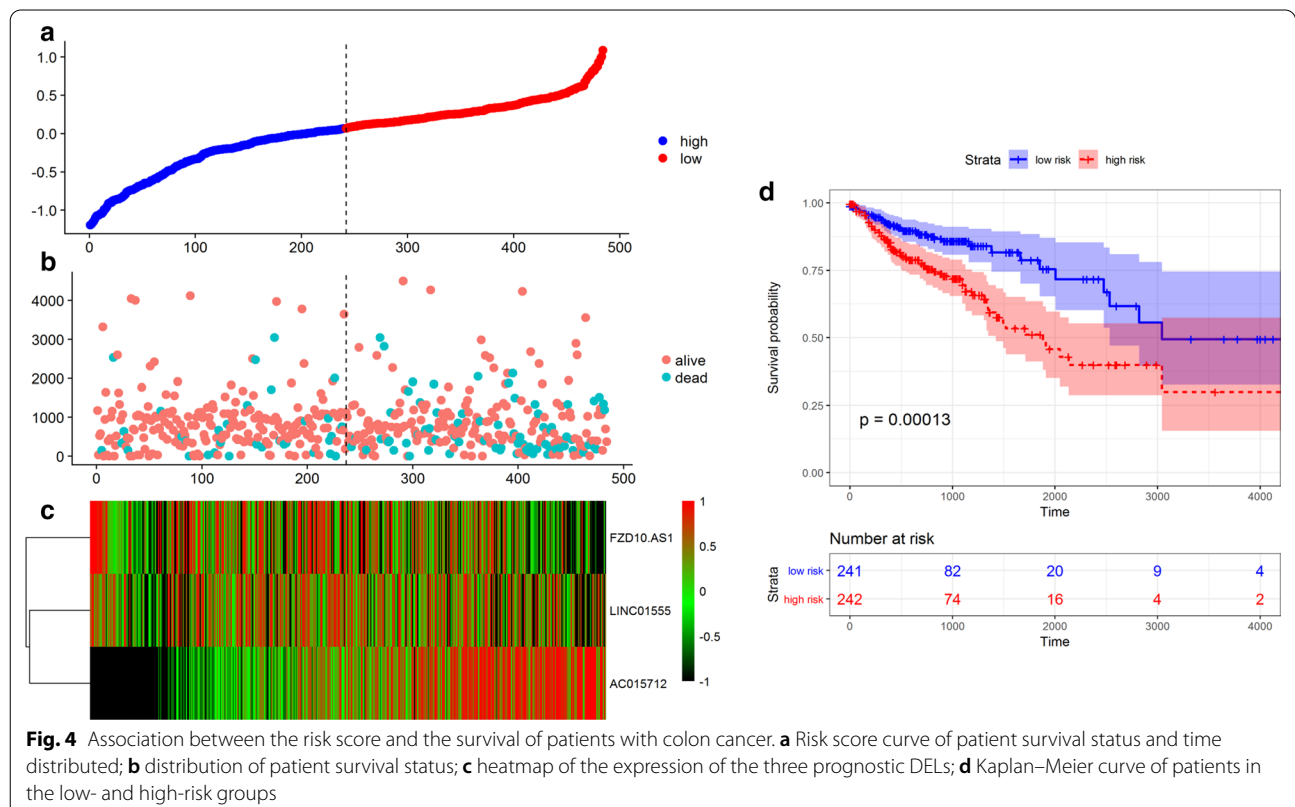 a
1.0
0.5
0.0
-0.5
-1.0
0 100 200 300 400 500
high
low
b
4000
3000
2000
1000
0
0 100 200 300 400 500
alive
dead
c
FZD10.AS1
LINC01555
AC015712
1
0.5
0
-0.5
-1
d
Strata low risk high risk
1.00
0.75
0.50
0.25
0.00
Survival probability
p = 0.00013
0 1000 2000 3000 4000
Time
Number at risk
Strata
low risk 241 82 20 9 4
high risk 242 74 16 4 2
0 1000 2000 3000 4000
Time
Fig. 4 Association between the risk score and the survival of patients with colon cancer. a Risk score curve of patient survival status and time
distributed; b distribution of patient survival status; c heatmap of the expression of the three prognostic DELs; d Kaplan–Meier curve of patients in
the low- and high-risk groups